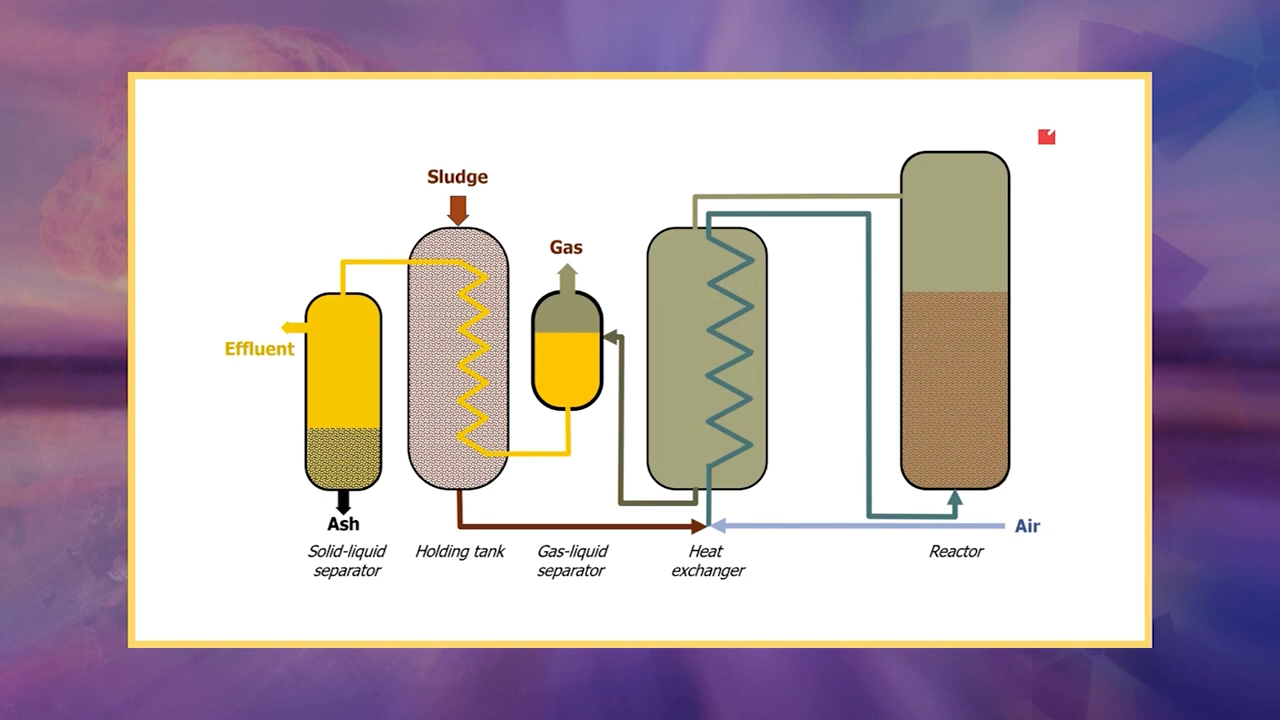 Sludge
Gas
Effluent
Ash
Air
Solid-liquid
separator
Holding tank
Gas-liquid
separator
Heat
exchanger
Reactor